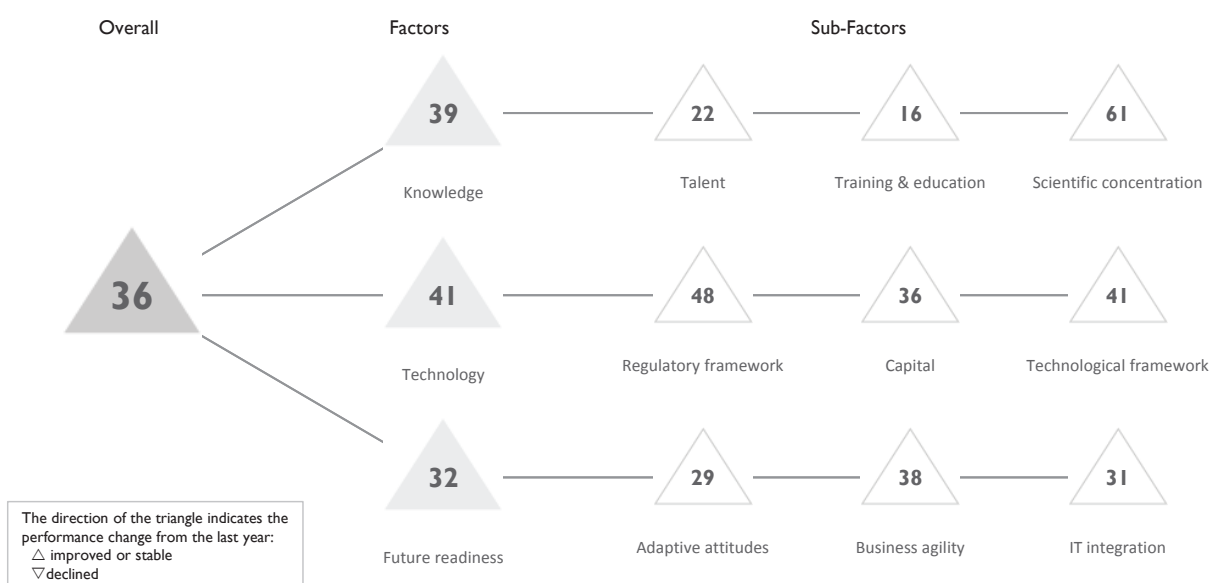 Overall Factors Sub-Factors
39 22 16 61
Knowledge Talent Training & education Scientific concentration
36 41 48 36 41
Technology Regulatory framework Capital Technological framework
32 29 38 31
Future readiness Adaptive attitudes Business agility IT integration
The direction of the triangle indicates the
performance change from the last year:
△ improved or stable
▽declined